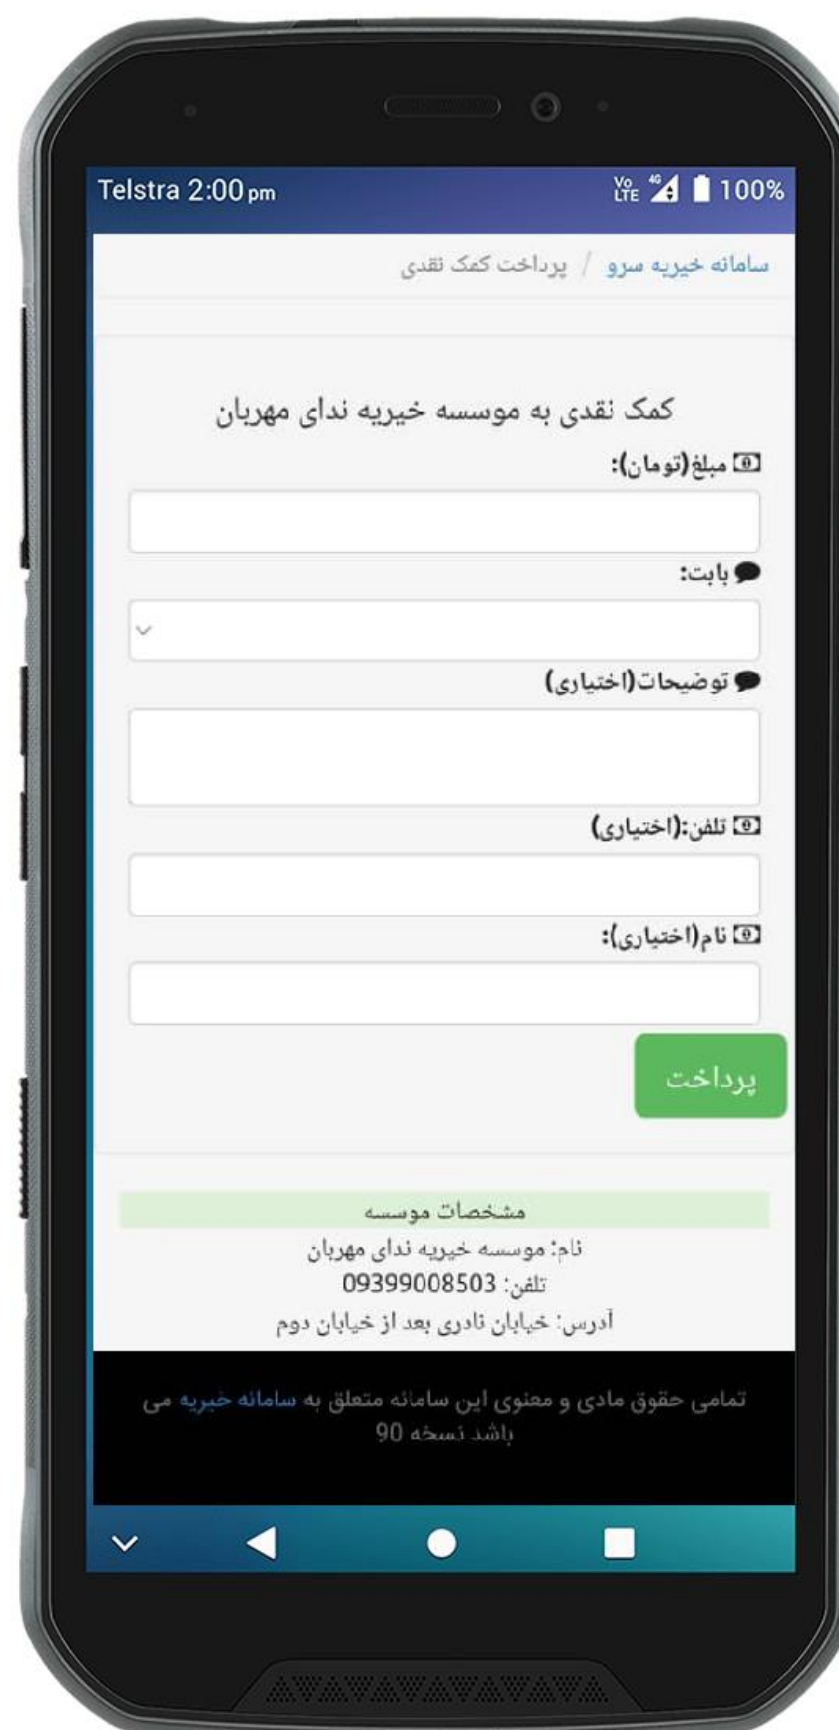 Telstra 2:00 pm Vo LTE 4G 100%
سامانه خیریه سرو / پرداخت کمک نقدی
کمک نقدی به موسسه خیریه ندای مهربان
مبلغ(تومان):
بابت:
توضیحات(اختیاری)
تلفن:(اختیاری)
نام(اختیاری):
پرداخت
مشخصات موسسه
نام: موسسه خیریه ندای مهربان
تلفن: 09399008503
آدرس: خیابان نادری بعد از خیابان دوم
تمامی حقوق مادی و معنوی این سامانه متعلق به سامانه خیریه می
باشد نسخه 90